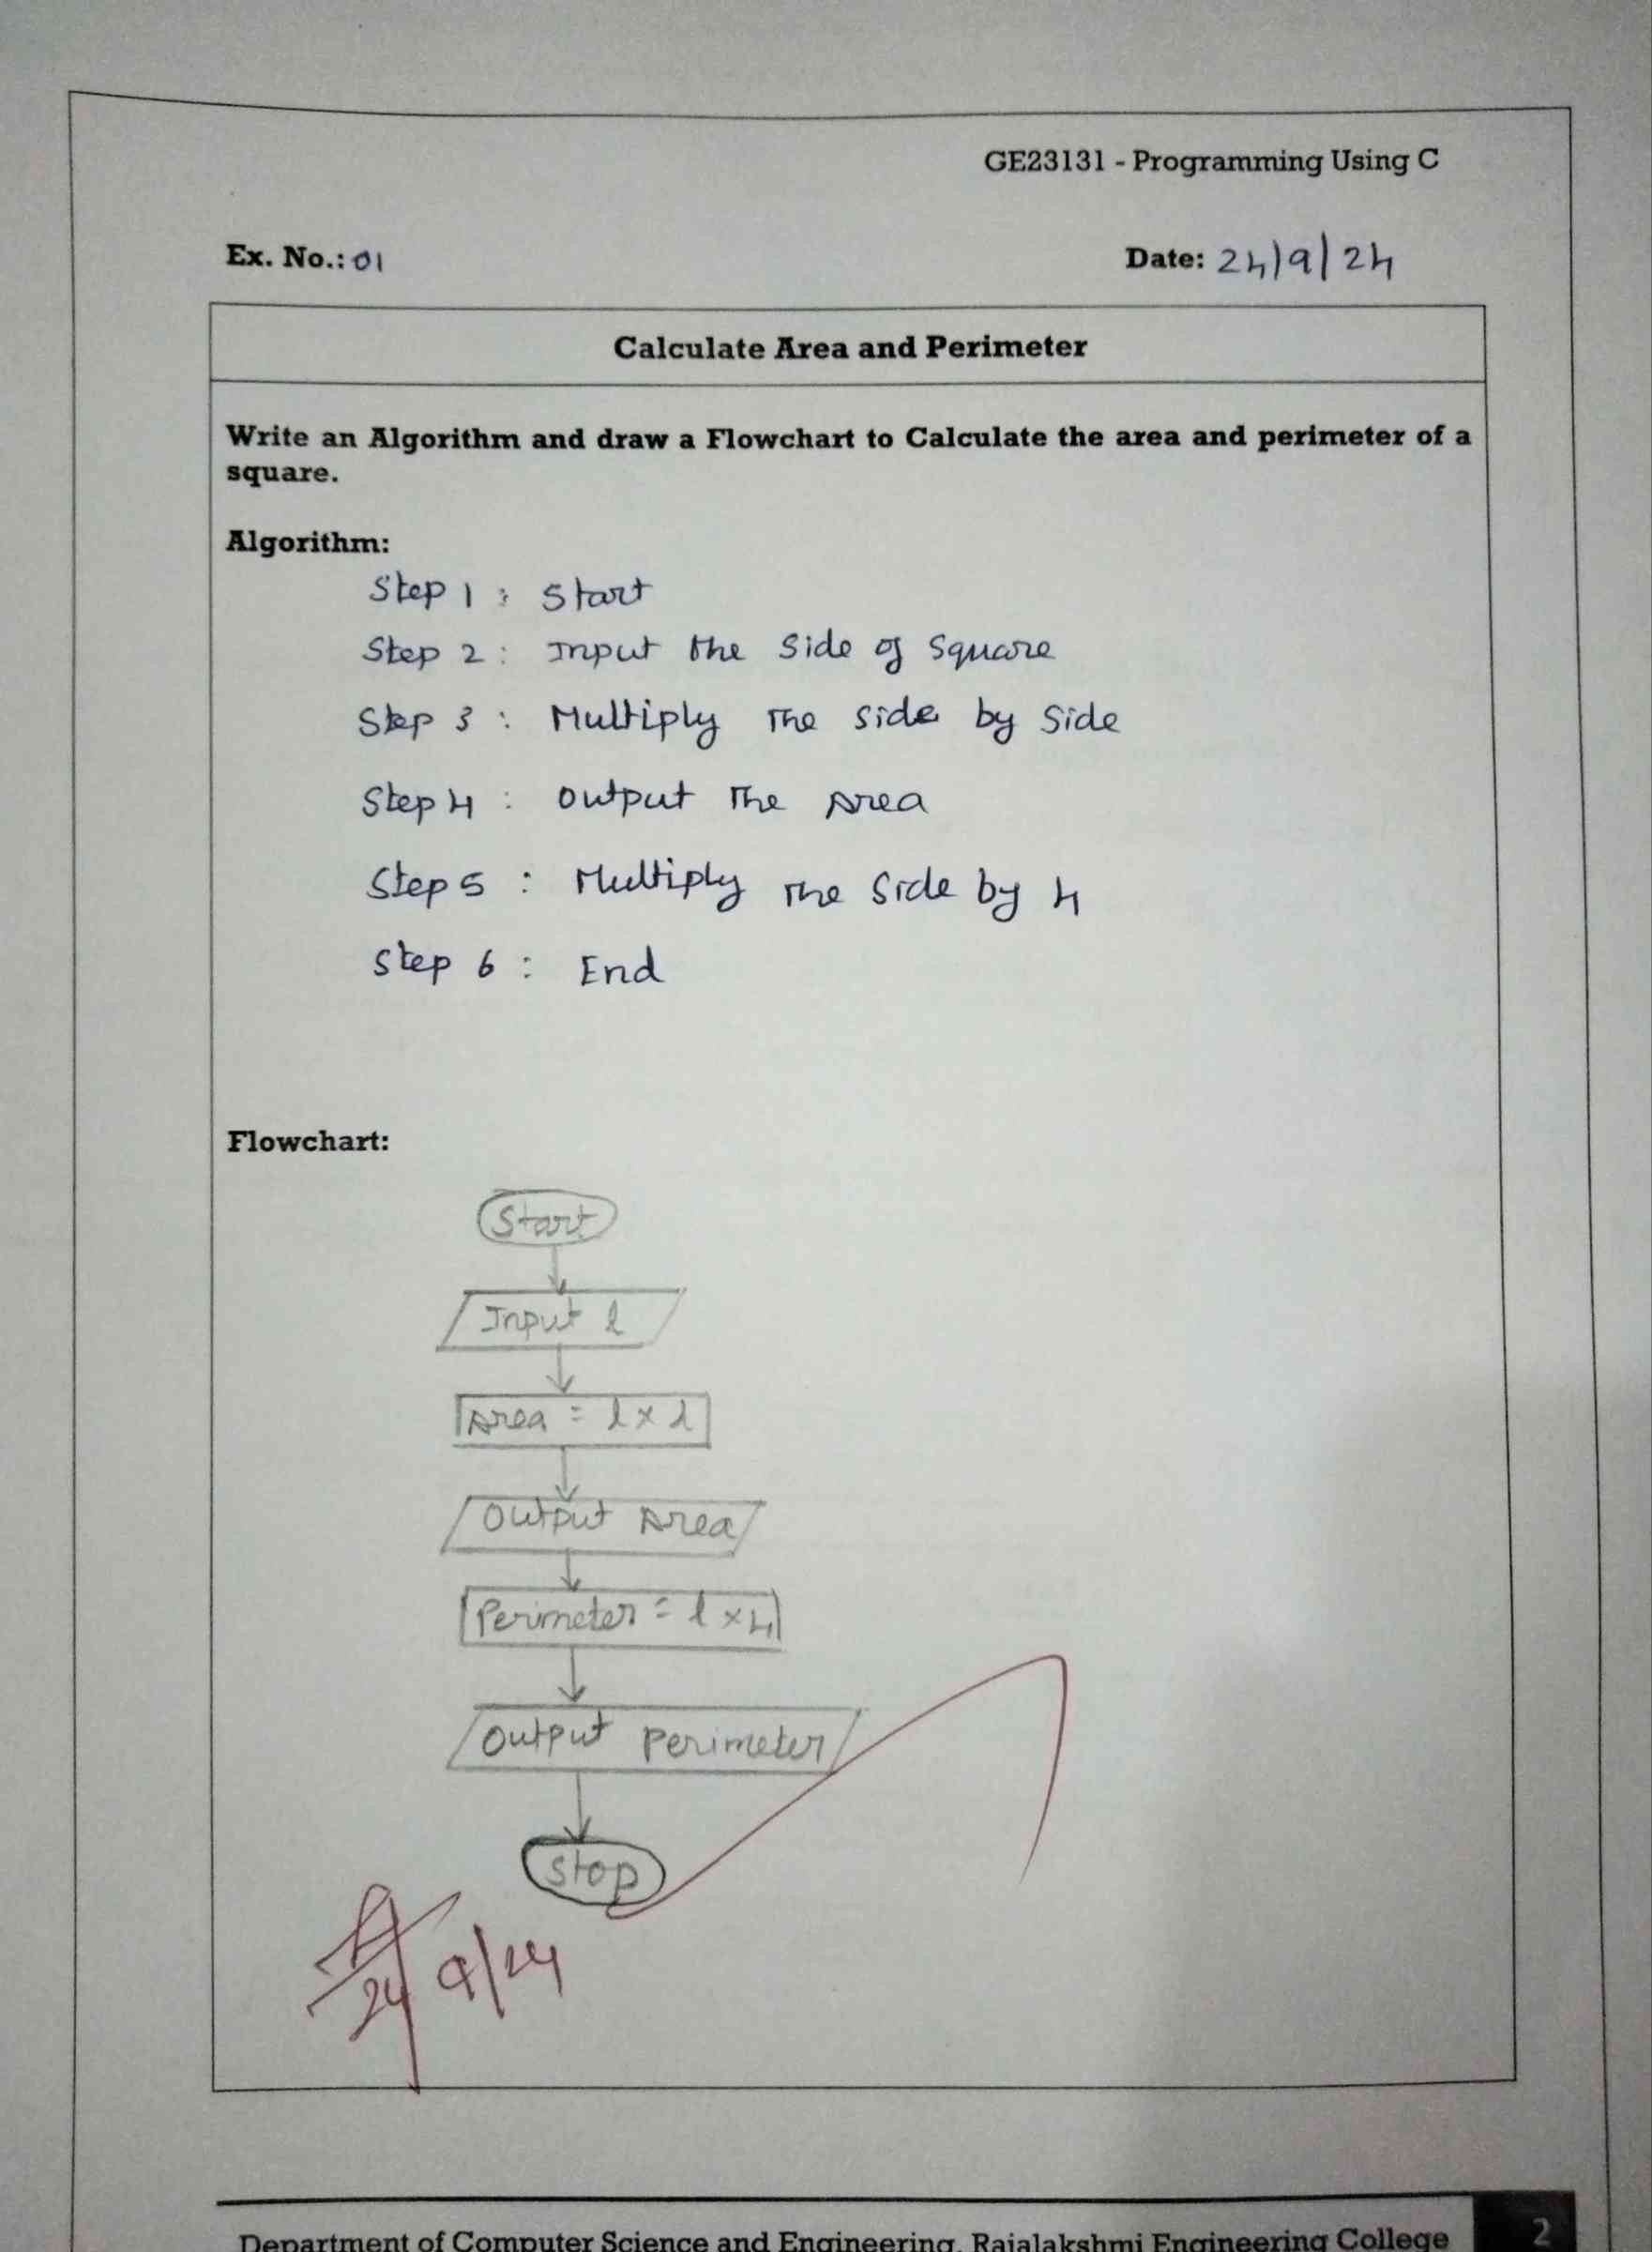 GE23131 - Programming Using C
Ex. No.: 01
Date: 24/9/24
Calculate Area and Perimeter
Write an Algorithm and draw a Flowchart to Calculate the area and perimeter of a
square.
Algorithm:
Step 1 : Start
Step 2 : Input the Side of Square
Step 3 : Multiply The side by Side
Step 4 : Output The Area
Step 5 : Multiply The Side by 4
Step 6 : End
Flowchart:
Start
Input l
Area = l x l
Output Area
Perimeter = l x 4
Output Perimeter
Stop
24/9/24
Department of Computer Science and Engineering, Rajalakshmi Engineering College
2